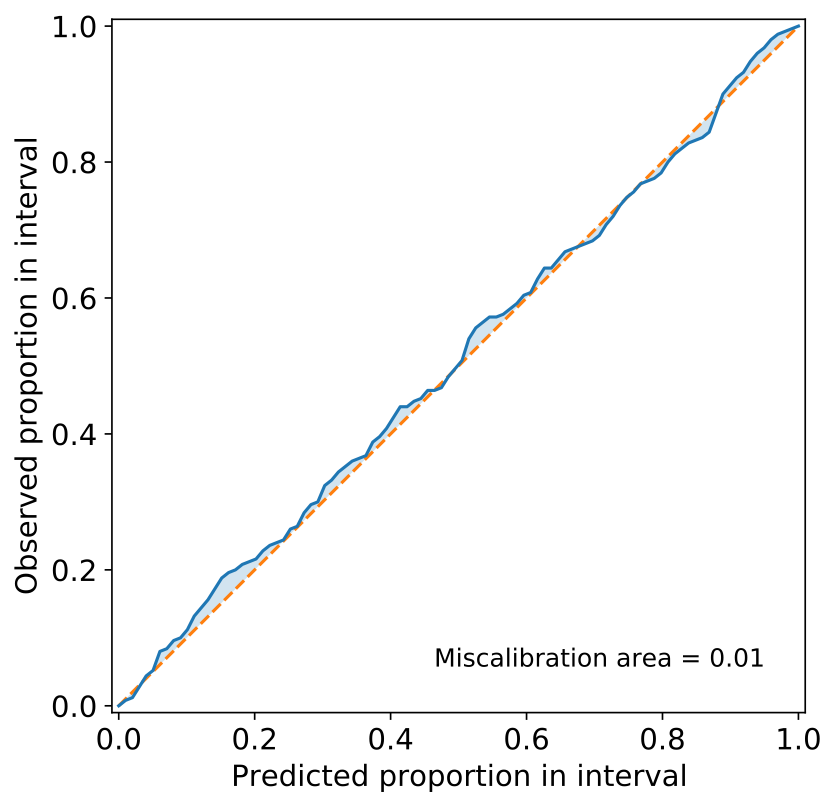 1.0
0.8
0.6
0.4
0.2
0.0
Observed proportion in interval
Miscalibration area = 0.01
0.0 0.2 0.4 0.6 0.8 1.0
Predicted proportion in interval